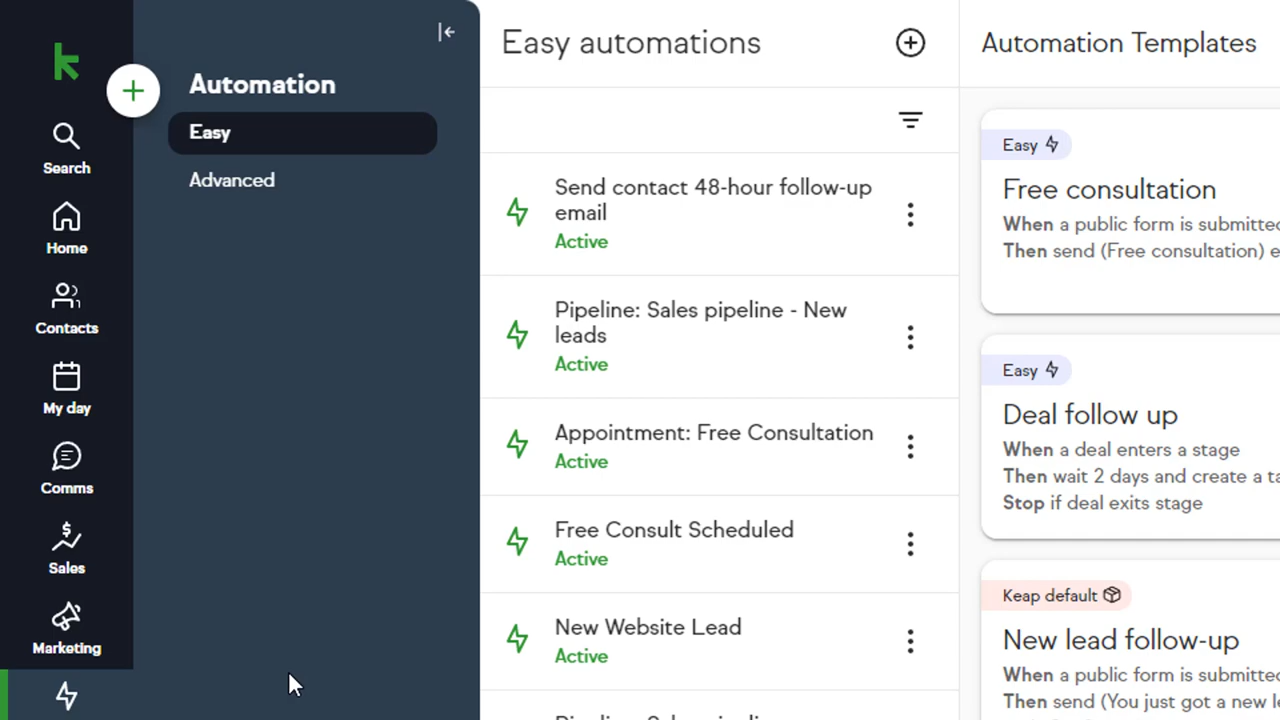 Search
Home
Contacts
My day
Comms
Sales
Marketing
Automation
Easy
Advanced
Easy automations
Send contact 48-hour follow-up
email
Active
Pipeline: Sales pipeline - New
leads
Active
Appointment: Free Consultation
Active
Free Consult Scheduled
Active
New Website Lead
Active
Automation Templates
Easy
Free consultation
When a public form is submitted
Then send (Free consultation) e
Easy
Deal follow up
When a deal enters a stage
Then wait 2 days and create a ta
Stop if deal exits stage
Keap default
New lead follow-up
When a public form is submitted
Then send (You just got a new le